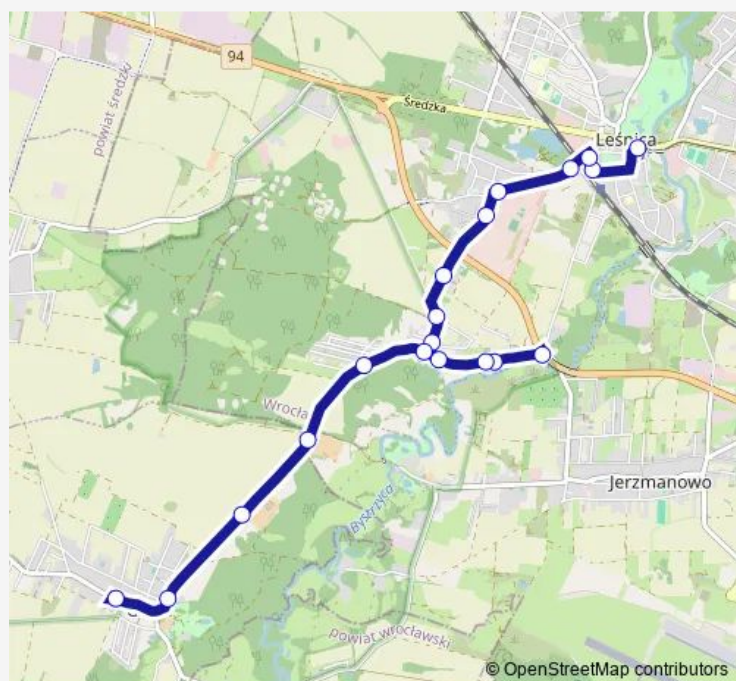 94
Średzka
powiat średzki
Leśnica
Wrocła
Jerzmanowo
Bystrzyca
powiat wrocławski
© OpenStreetMap contributors